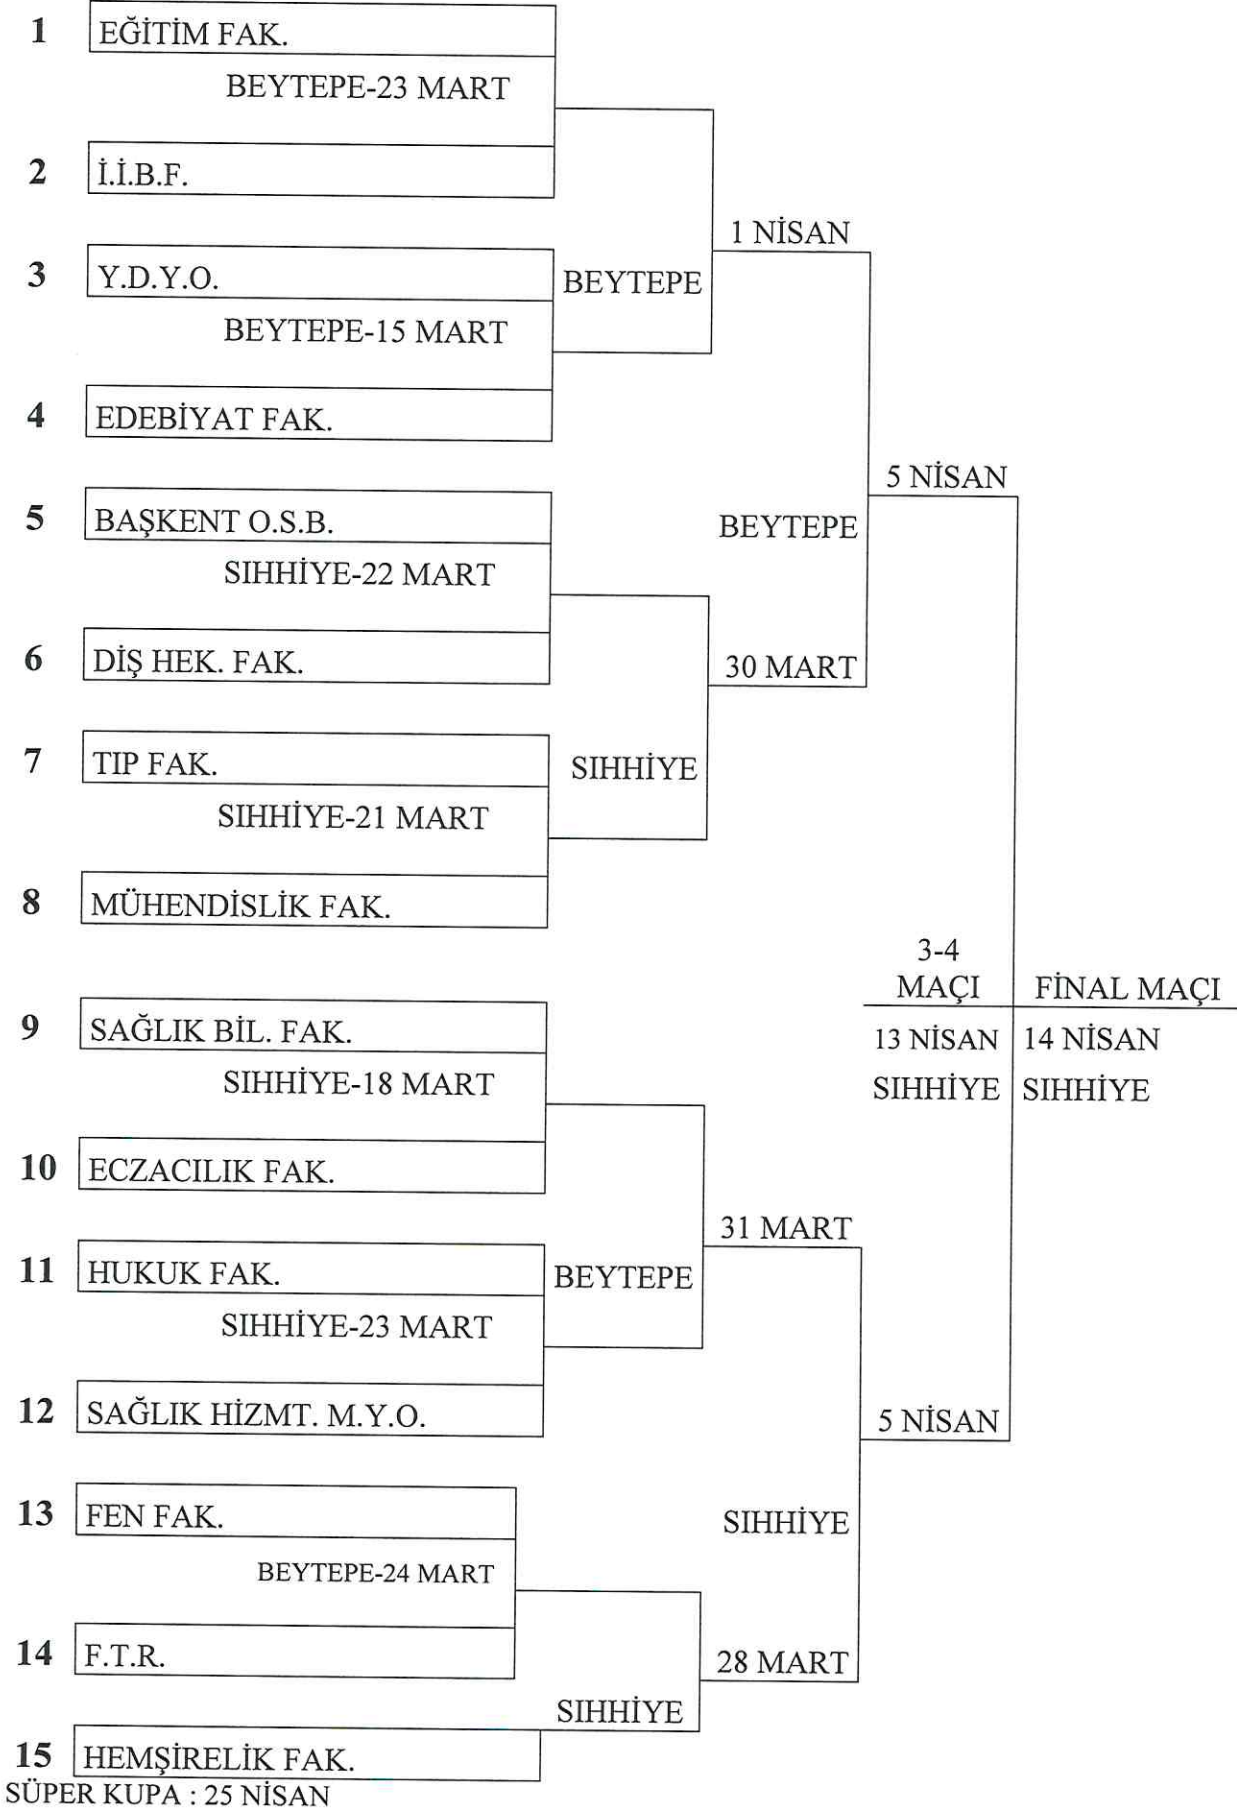 1 EĞİTİM FAK.
BEYTEPE-23 MART
2 İ.İ.B.F.
1 NİSAN
3 Y.D.Y.O.
BEYTEPE
BEYTEPE-15 MART
4 EDEBİYAT FAK.
5 NİSAN
5 BAŞKENT O.S.B.
BEYTEPE
SIHHİYE-22 MART
6 DİŞ HEK. FAK.
30 MART
7 TIP FAK.
SIHHİYE
SIHHİYE-21 MART
8 MÜHENDİSLİK FAK.
3-4
MAÇI
FİNAL MAÇI
13 NİSAN
14 NİSAN
SIHHİYE
SIHHİYE
9 SAĞLIK BİL. FAK.
SIHHİYE-18 MART
10 ECZACILIK FAK.
31 MART
11 HUKUK FAK.
BEYTEPE
SIHHİYE-23 MART
12 SAĞLIK HİZMT. M.Y.O.
5 NİSAN
13 FEN FAK.
SIHHİYE
BEYTEPE-24 MART
14 F.T.R.
28 MART
SIHHİYE
15 HEMŞİRELİK FAK.
SÜPER KUPA : 25 NİSAN